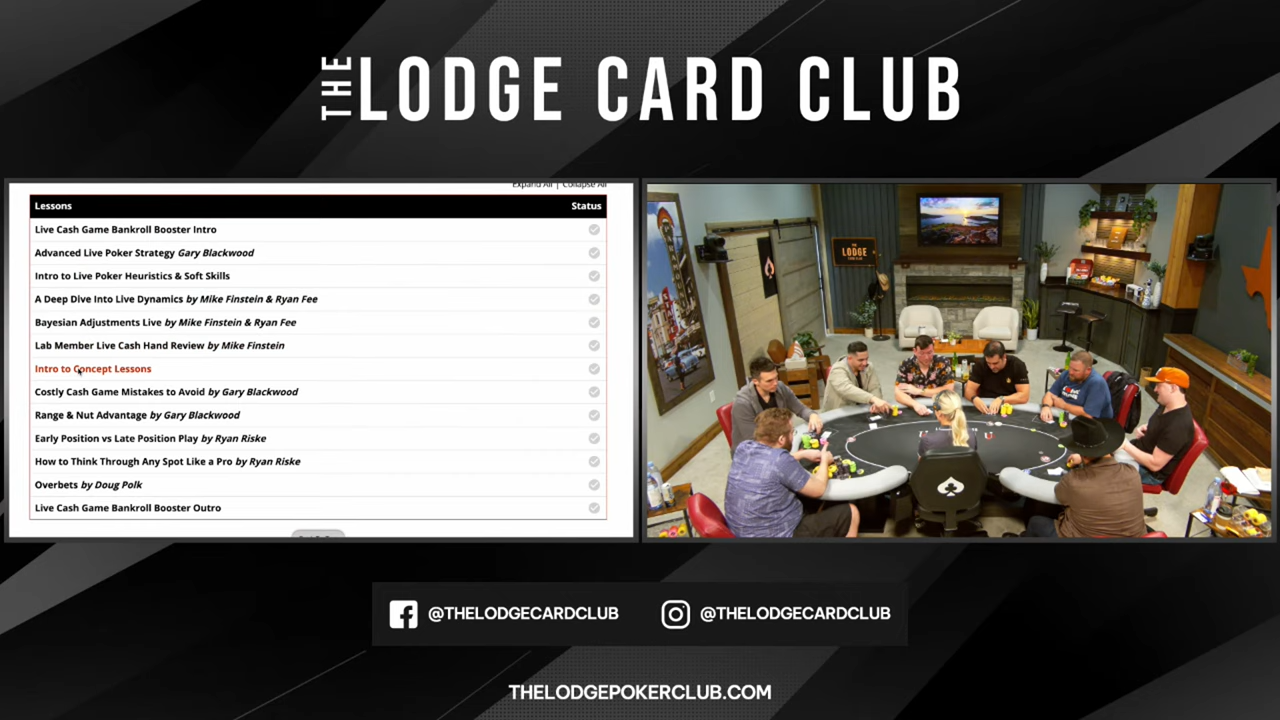 THE LODGE CARD CLUB
Expand All | Collapse All
Lessons Status
Live Cash Game Bankroll Booster Intro
Advanced Live Poker Strategy Gary Blackwood
Intro to Live Poker Heuristics & Soft Skills
A Deep Dive Into Live Dynamics by Mike Finstein & Ryan Fee
Bayesian Adjustments Live by Mike Finstein & Ryan Fee
Lab Member Live Cash Hand Review by Mike Finstein
Intro to Concept Lessons
Costly Cash Game Mistakes to Avoid by Gary Blackwood
Range & Nut Advantage by Gary Blackwood
Early Position vs Late Position Play by Ryan Riske
How to Think Through Any Spot Like a Pro by Ryan Riske
Overbets by Doug Polk
Live Cash Game Bankroll Booster Outro
THE
LODGE
@THELODGECARDCLUB @THELODGECARDCLUB
THELODGEPOKERCLUB.COM